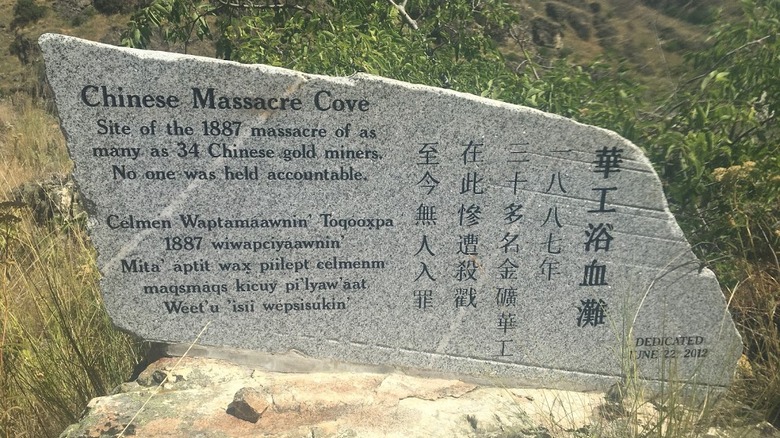 Chinese Massacre Cove
Site of the 1887 massacre of as
many as 34 Chinese gold miners.
No one was held accountable.
Celmen Waptamaawnin' Toqooxpa
1887 wiwapciyaawnin'
Mita' aptit wax piilept celmenm
maqsmaqs kicuy pi'lyaw'aat
Weet'u 'isii wepsisukin'
華工浴血灘
一八八七年
三十多名金礦華工
在此慘遭殺戳
至今無人入罪
DEDICATED
JUNE 22 2012